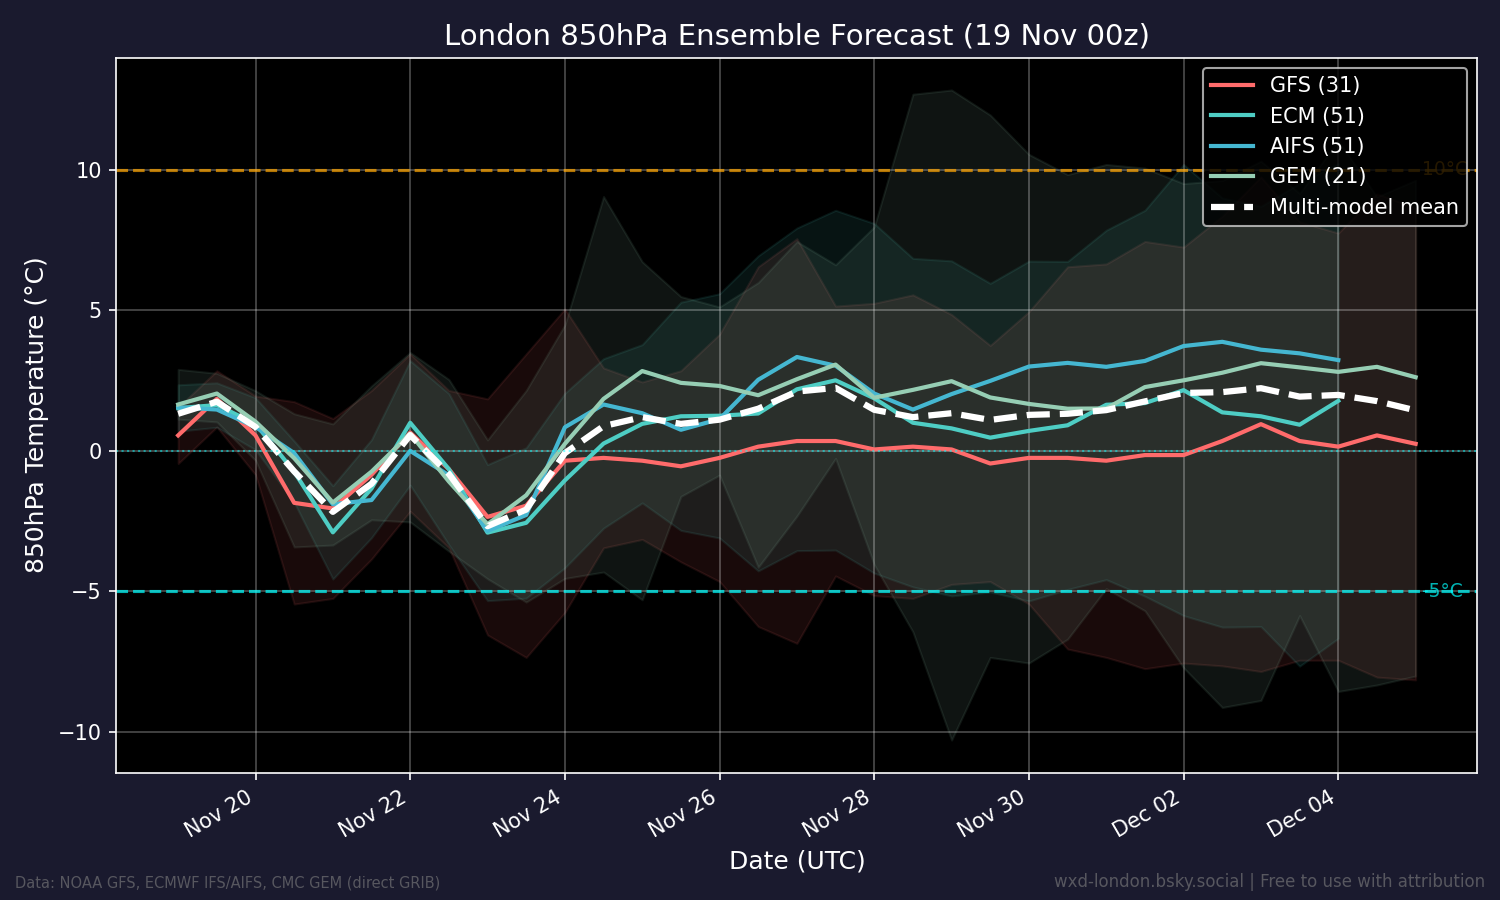 London 850hPa Ensemble Forecast (19 Nov 00z)
GFS (31)
ECM (51)
AIFS (51)
GEM (21)
Multi-model mean
10°C
-5°C
850hPa Temperature (°C)
10
5
0
−5
−10
Nov 20
Nov 22
Nov 24
Nov 26
Nov 28
Nov 30
Dec 02
Dec 04
Date (UTC)
Data: NOAA GFS, ECMWF IFS/AIFS, CMC GEM (direct GRIB)
wxd-london.bsky.social | Free to use with attribution